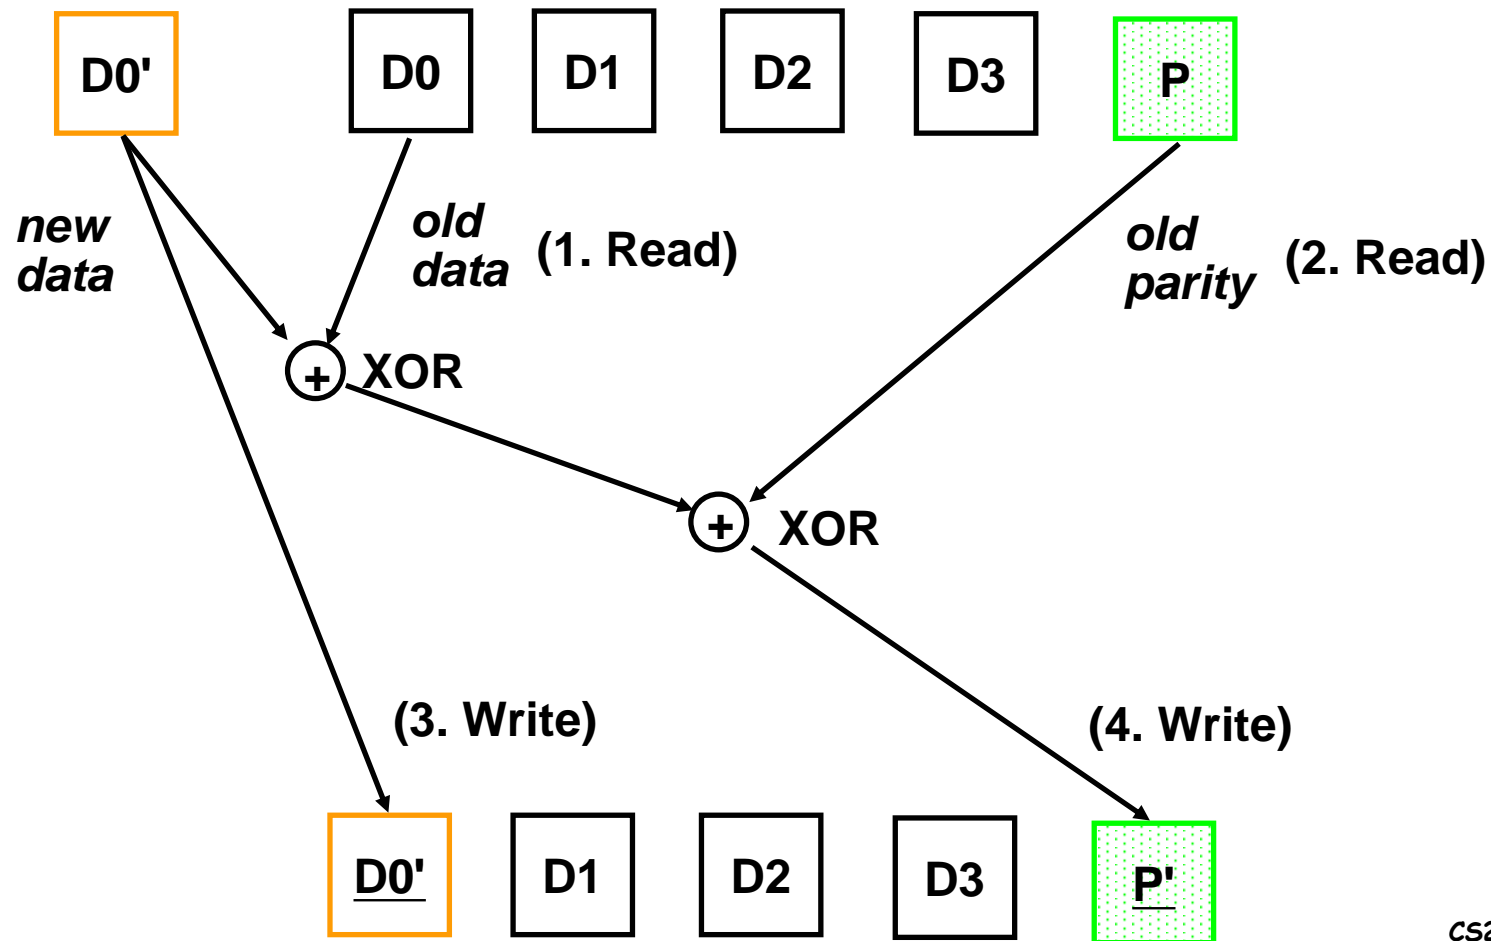 D0' D0 D1 D2 D3 P
new
data
old
data
(1. Read)
old
parity
(2. Read)
+ XOR
+ XOR
(3. Write)
(4. Write)
D0' D1 D2 D3 P'
CS2